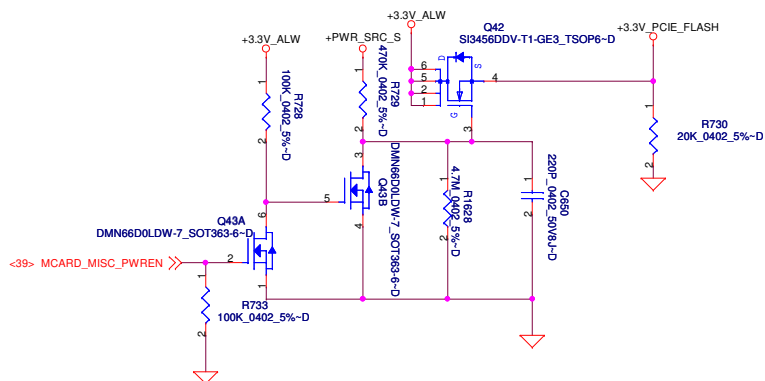 +3.3V_ALW
Q42
SI3456DDV-T1-GE3_TSOP6~D
+3.3V_PCIE_FLASH
+3.3V_ALW
+PWR_SRC_S
D
S
G
6
5
2
1
4
3
1
R728
100K_0402_5%~D
2
1
R729
470K_0402_5%~D
2
1
R730
20K_0402_5%~D
2
3
5
4
Q43B
DMN66D0LDW-7_SOT363-6~D
1
R1628
4.7M_0402_5%~D
2
1
C650
220P_0402_50V8J~D
2
Q43A
DMN66D0LDW-7_SOT363-6~D
6
2
1
<39> MCARD_MISC_PWREN
1
R733
100K_0402_5%~D
2